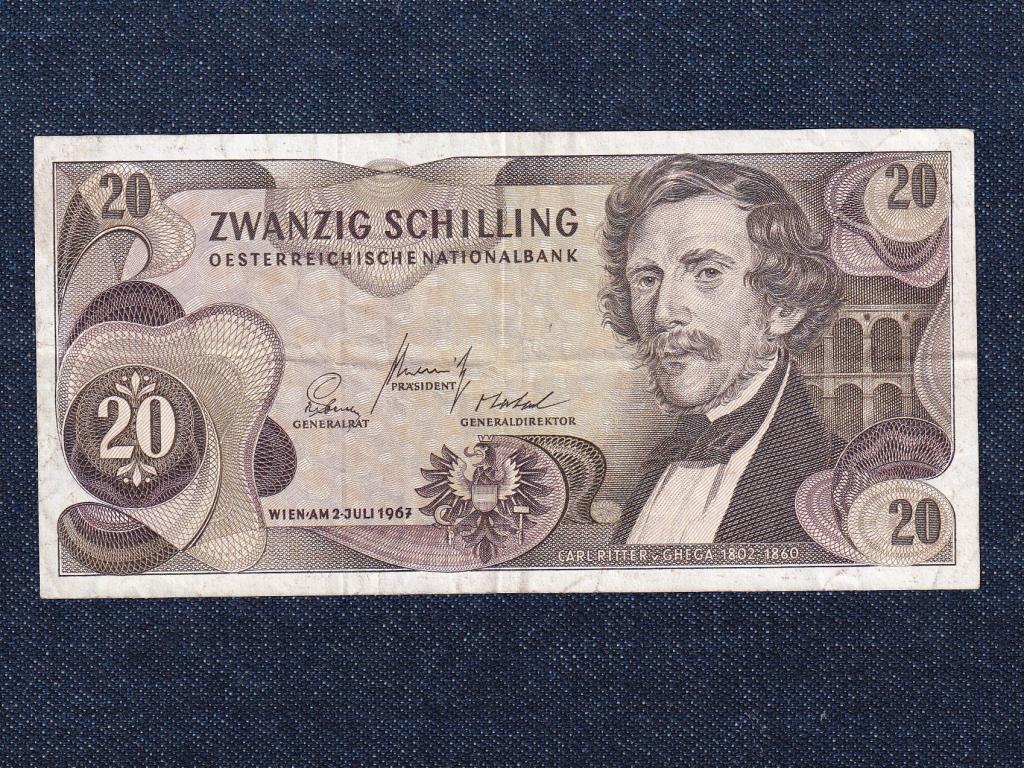 20
20
ZWANZIG SCHILLING
OESTERREICHISCHE NATIONALBANK
PRÄSIDENT
GENERALRAT
GENERALDIREKTOR
20
WIEN·AM 2·JULI 1967
20
CARL RITTER v. GHEGA 1802-1860